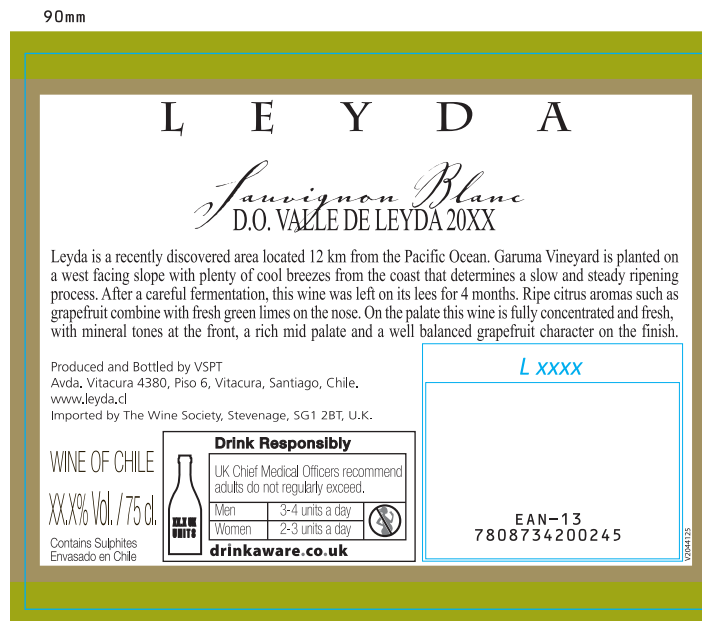 90mm
LEYDA
Sauvignon Blanc
D.O. VALLE DE LEYDA 20XX
Leyda is a recently discovered area located 12 km from the Pacific Ocean. Garuma Vineyard is planted on
a west facing slope with plenty of cool breezes from the coast that determines a slow and steady ripening
process. After a careful fermentation, this wine was left on its lees for 4 months. Ripe citrus aromas such as
grapefruit combine with fresh green limes on the nose. On the palate this wine is fully concentrated and fresh,
with mineral tones at the front, a rich mid palate and a well balanced grapefruit character on the finish.
Produced and Bottled by VSPT
Avda. Vitacura 4380, Piso 6, Vitacura, Santiago, Chile.
www.leyda.cl
Imported by The Wine Society, Stevenage, SG1 2BT, U.K.
WINE OF CHILE
XX.X% Vol. / 75 cl.
Contains Sulphites
Envasado en Chile
UNITS
Drink Responsibly
UK Chief Medical Officers recommend
adults do not regularly exceed.
Men 3-4 units a day
Women 2-3 units a day
drinkaware.co.uk
L xxxx
EAN-13
7808734200245
V2044125